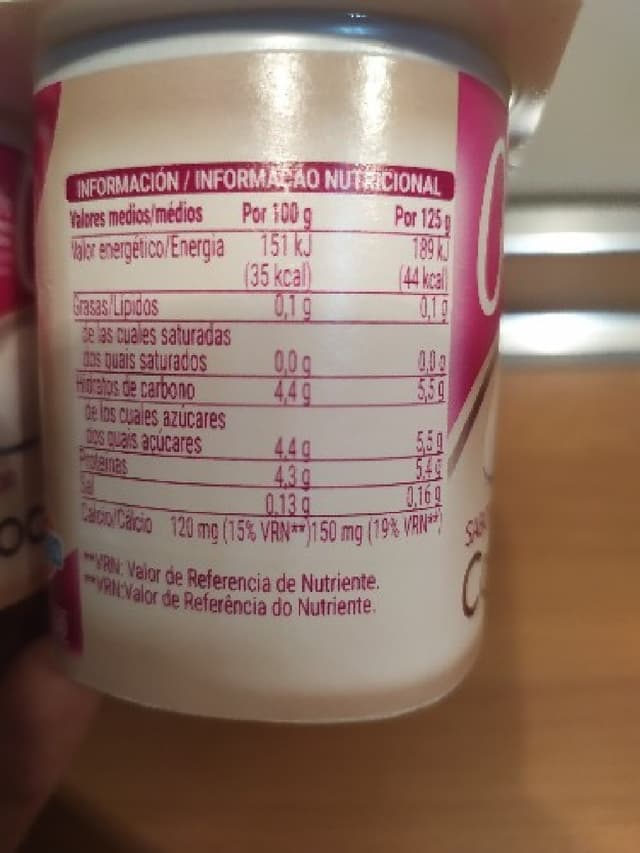 INFORMACIÓN / INFORMAÇÃO NUTRICIONAL
Valores medios/médios Por 100 g Por 125 g
Valor energético/Energia 151 kJ 189 kJ
(35 kcal) (44 kcal)
Grasas/Lípidos 0,1 g 0,1 g
de las cuales saturadas
dos quais saturados 0,0 g 0,0 g
Hidratos de carbono 4,4 g 5,5 g
de los cuales azúcares
dos quais açúcares 4,4 g 5,5 g
Proteínas 4,3 g 5,4 g
Sal 0,13 g 0,16 g
Calcio/Cálcio 120 mg (15% VRN**) 150 mg (19% VRN**)
**VRN: Valor de Referencia de Nutriente.
**VRN:Valor de Referência do Nutriente.